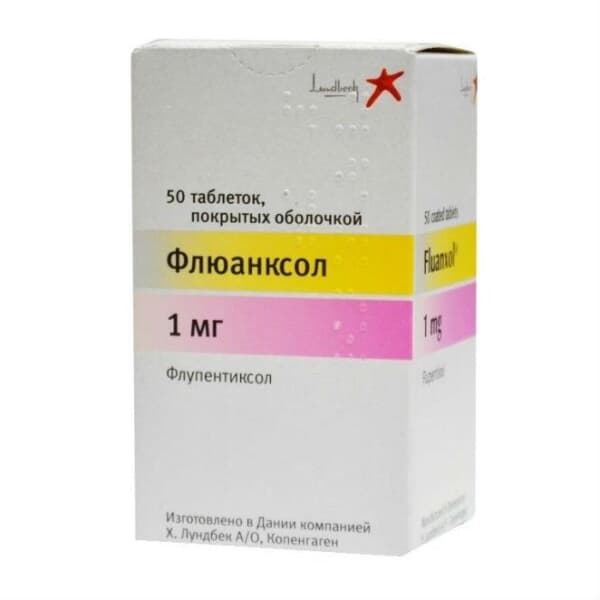 Lundbeck
50 таблеток,
покрытых оболочкой
Флюанксол
1 мг
Флупентиксол
Изготовлено в Дании компанией
Х. Лундбек А/О, Копенгаген
50 coated tablets
Fluanxol®
1 mg